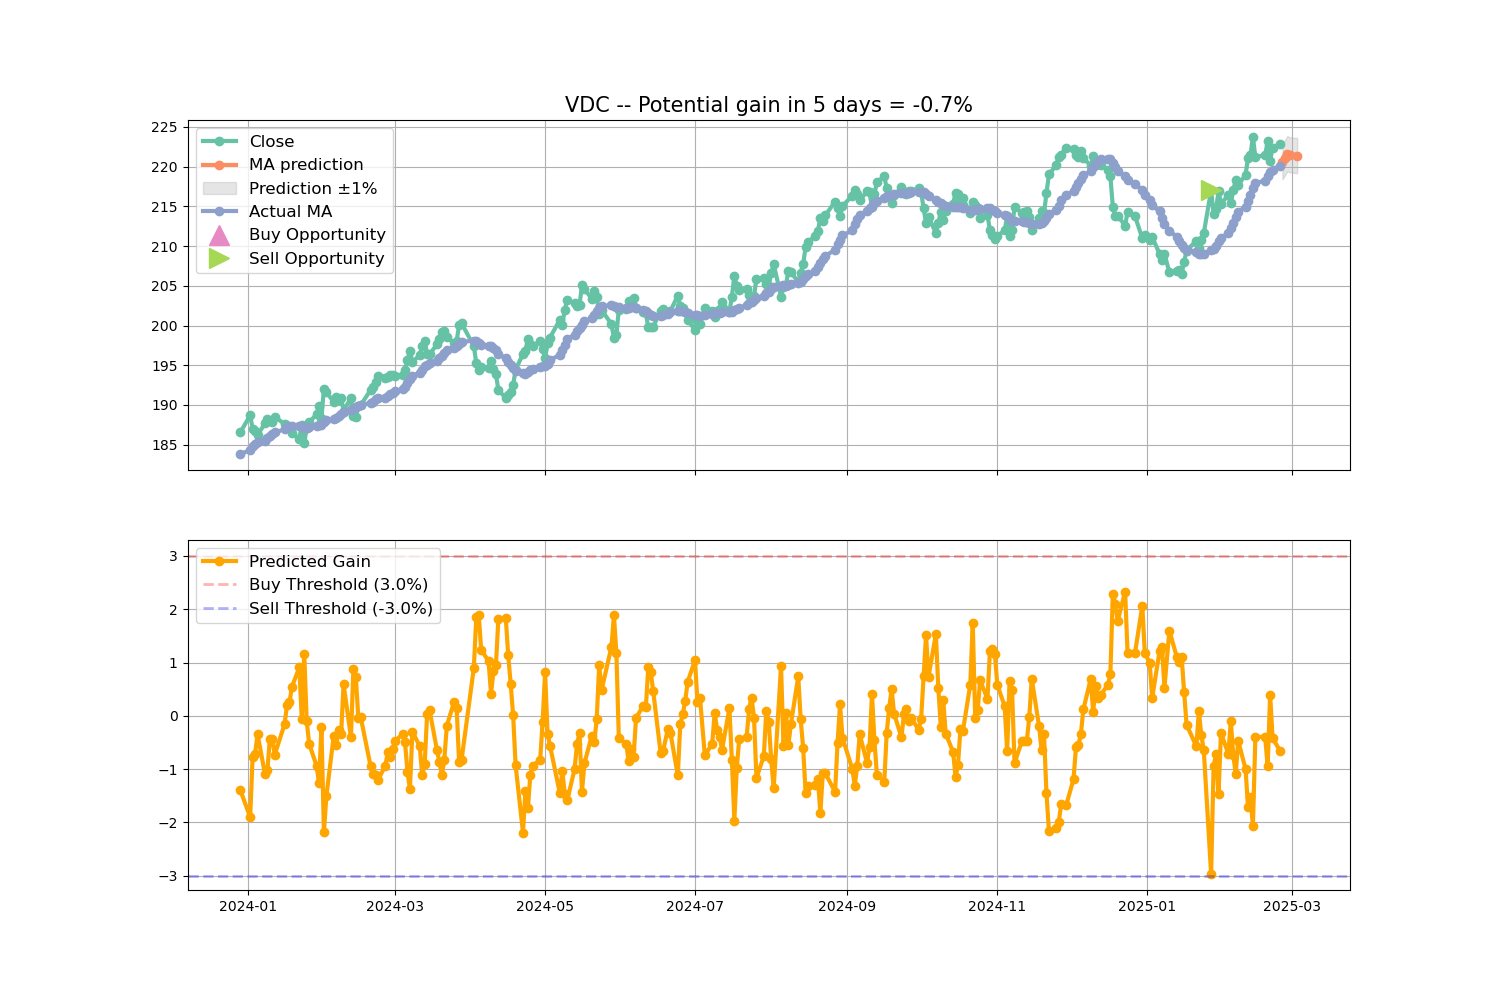 VDC -- Potential gain in 5 days = -0.7%
225
220
215
210
205
200
195
190
185
Close
MA prediction
Prediction ±1%
Actual MA
Buy Opportunity
Sell Opportunity
3
2
1
0
−1
−2
−3
Predicted Gain
Buy Threshold (3.0%)
Sell Threshold (-3.0%)
2024-01
2024-03
2024-05
2024-07
2024-09
2024-11
2025-01
2025-03